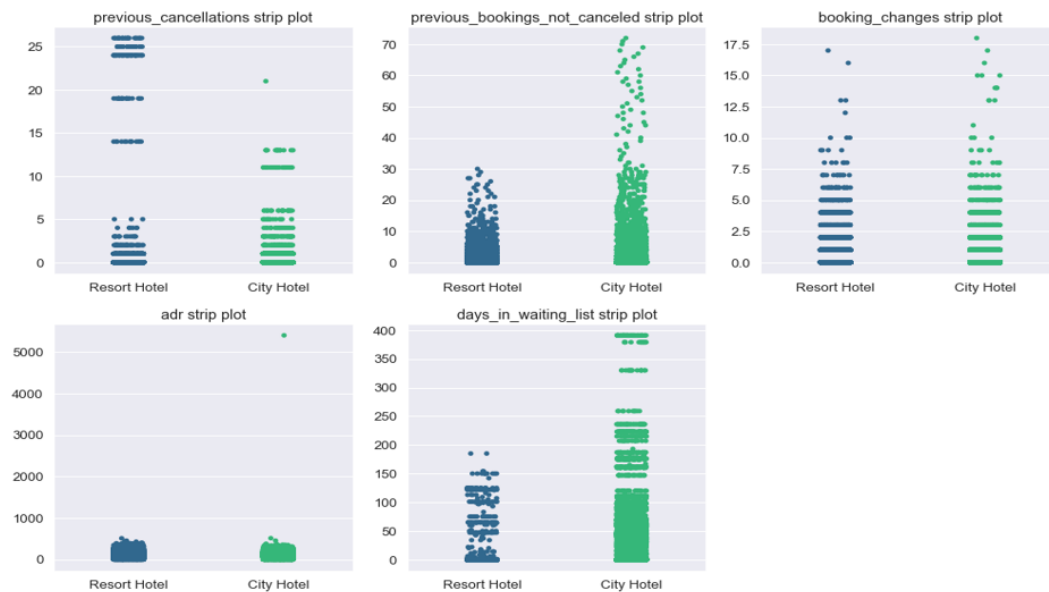 previous_cancellations strip plot
25
20
15
10
5
0
Resort Hotel
City Hotel
previous_bookings_not_canceled strip plot
70
60
50
40
30
20
10
0
Resort Hotel
City Hotel
booking_changes strip plot
17.5
15.0
12.5
10.0
7.5
5.0
2.5
0.0
Resort Hotel
City Hotel
adr strip plot
5000
4000
3000
2000
1000
0
Resort Hotel
City Hotel
days_in_waiting_list strip plot
400
350
300
250
200
150
100
50
0
Resort Hotel
City Hotel